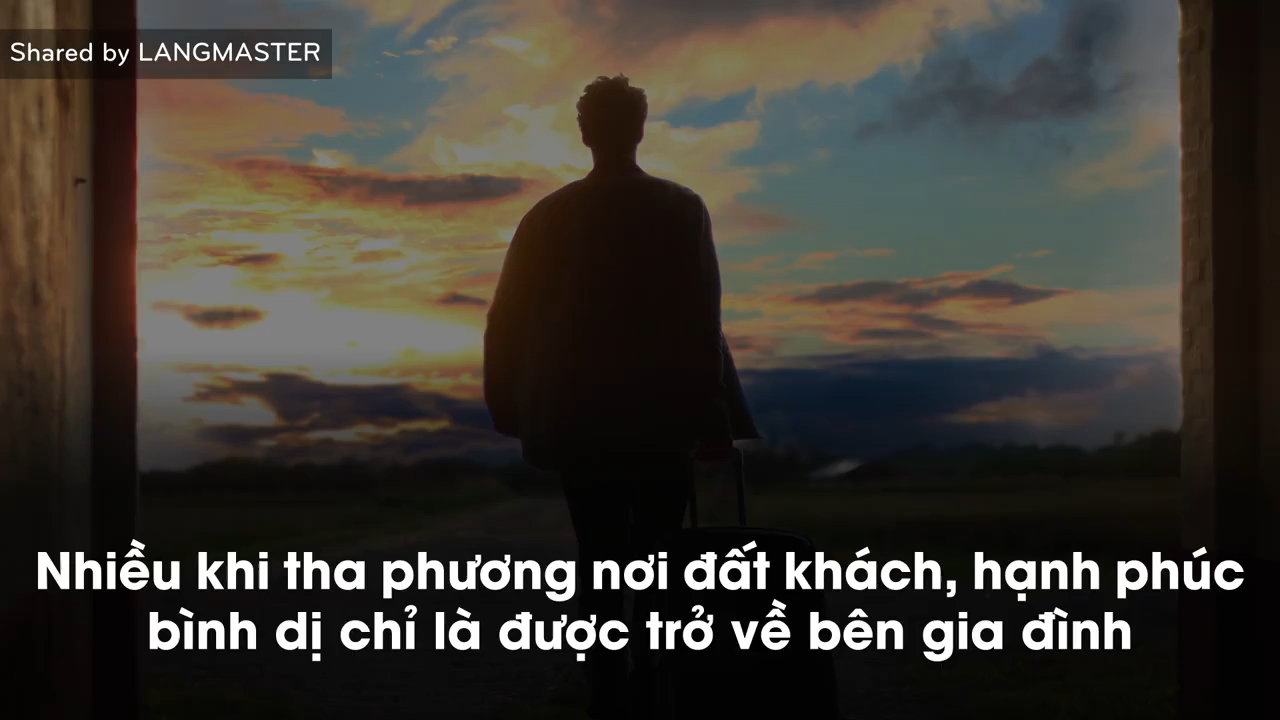 Shared by LANGMASTER
Nhiều khi tha phương nơi đất khách, hạnh phúc
bình dị chỉ là được trở về bên gia đình